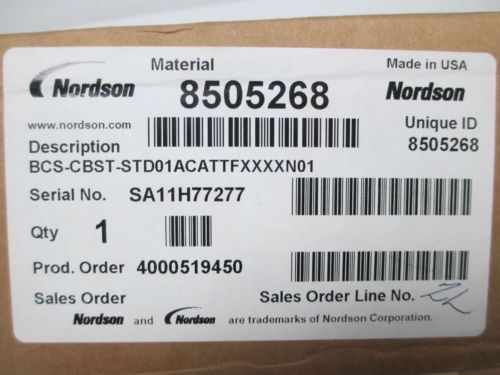 Nordson Material Made in USA
8505268 Nordson
www.nordson.com Unique ID
Description 8505268
BCS-CBST-STD01ACATTFXXXXN01
Serial No. SA11H77277
Qty 1
Prod. Order 4000519450
Sales Order Sales Order Line No.
Nordson and Nordson are trademarks of Nordson Corporation.